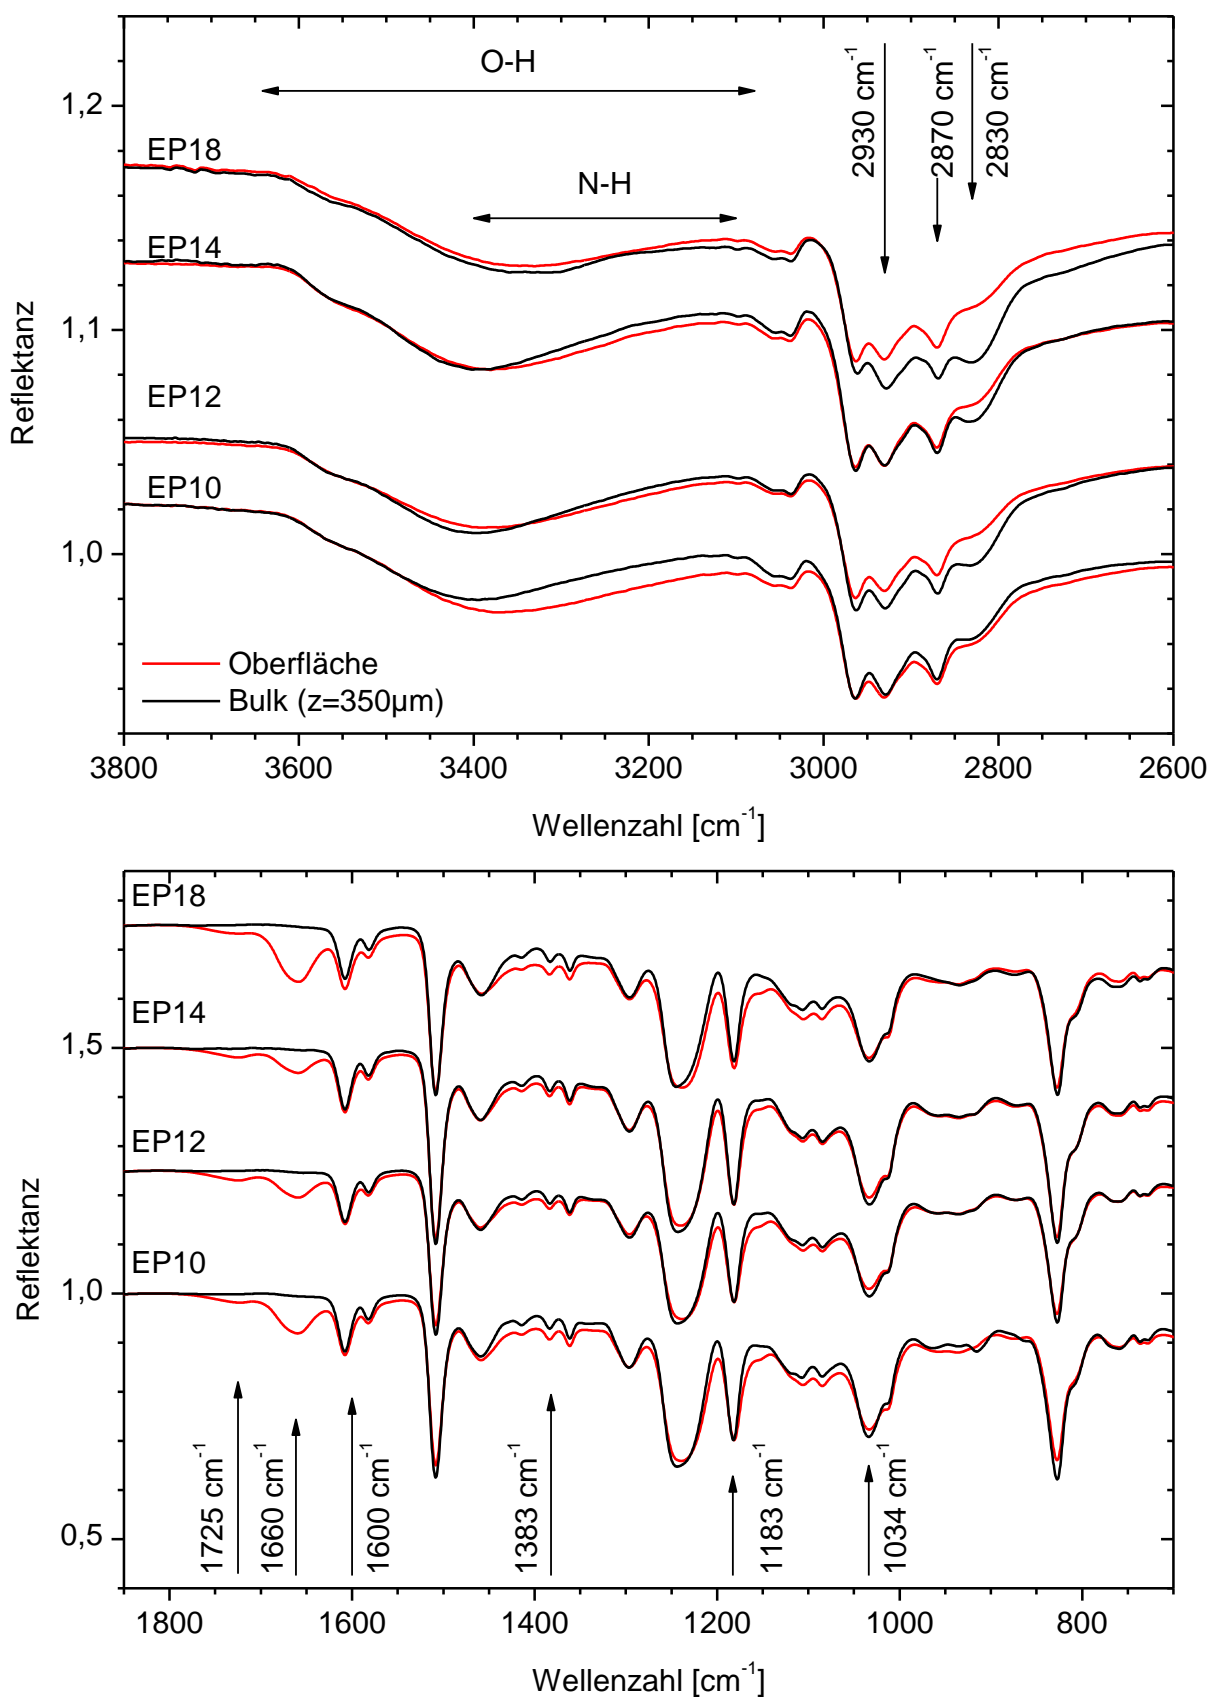 O-H
N-H
2930 cm⁻¹
2870 cm⁻¹
2830 cm⁻¹
EP18
EP14
EP12
EP10
Oberfläche
Bulk (z=350µm)
1,2
1,1
1,0
Reflektanz
3800 3600 3400 3200 3000 2800 2600
Wellenzahl [cm⁻¹]
EP18
EP14
EP12
EP10
1,5
1,0
0,5
Reflektanz
1725 cm⁻¹
1660 cm⁻¹
1600 cm⁻¹
1383 cm⁻¹
1183 cm⁻¹
1034 cm⁻¹
1800 1600 1400 1200 1000 800
Wellenzahl [cm⁻¹]